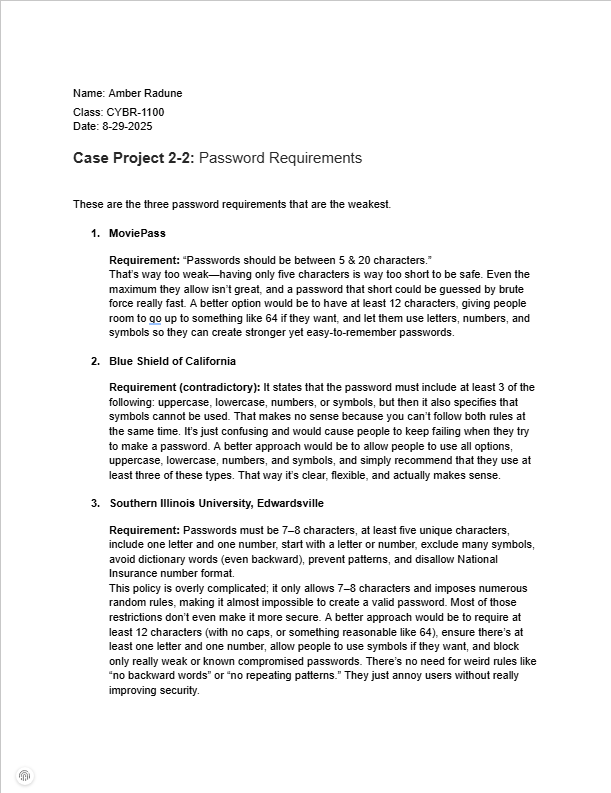 Name: Amber Radune
Class: CYBR-1100
Date: 8-29-2025
Case Project 2-2: Password Requirements
These are the three password requirements that are the weakest.
1. MoviePass
Requirement: “Passwords should be between 5 & 20 characters.”
That’s way too weak—having only five characters is way too short to be safe. Even the
maximum they allow isn’t great, and a password that short could be guessed by brute
force really fast. A better option would be to have at least 12 characters, giving people
room to go up to something like 64 if they want, and let them use letters, numbers, and
symbols so they can create stronger yet easy-to-remember passwords.
2. Blue Shield of California
Requirement (contradictory): It states that the password must include at least 3 of the
following: uppercase, lowercase, numbers, or symbols, but then it also specifies that
symbols cannot be used. That makes no sense because you can’t follow both rules at
the same time. It’s just confusing and would cause people to keep failing when they try
to make a password. A better approach would be to allow people to use all options,
uppercase, lowercase, numbers, and symbols, and simply recommend that they use at
least three of these types. That way it’s clear, flexible, and actually makes sense.
3. Southern Illinois University, Edwardsville
Requirement: Passwords must be 7–8 characters, at least five unique characters,
include one letter and one number, start with a letter or number, exclude many symbols,
avoid dictionary words (even backward), prevent patterns, and disallow National
Insurance number format.
This policy is overly complicated; it only allows 7–8 characters and imposes numerous
random rules, making it almost impossible to create a valid password. Most of those
restrictions don’t even make it more secure. A better approach would be to require at
least 12 characters (with no caps, or something reasonable like 64), ensure there’s at
least one letter and one number, allow people to use symbols if they want, and block
only really weak or known compromised passwords. There’s no need for weird rules like
“no backward words” or “no repeating patterns.” They just annoy users without really
improving security.